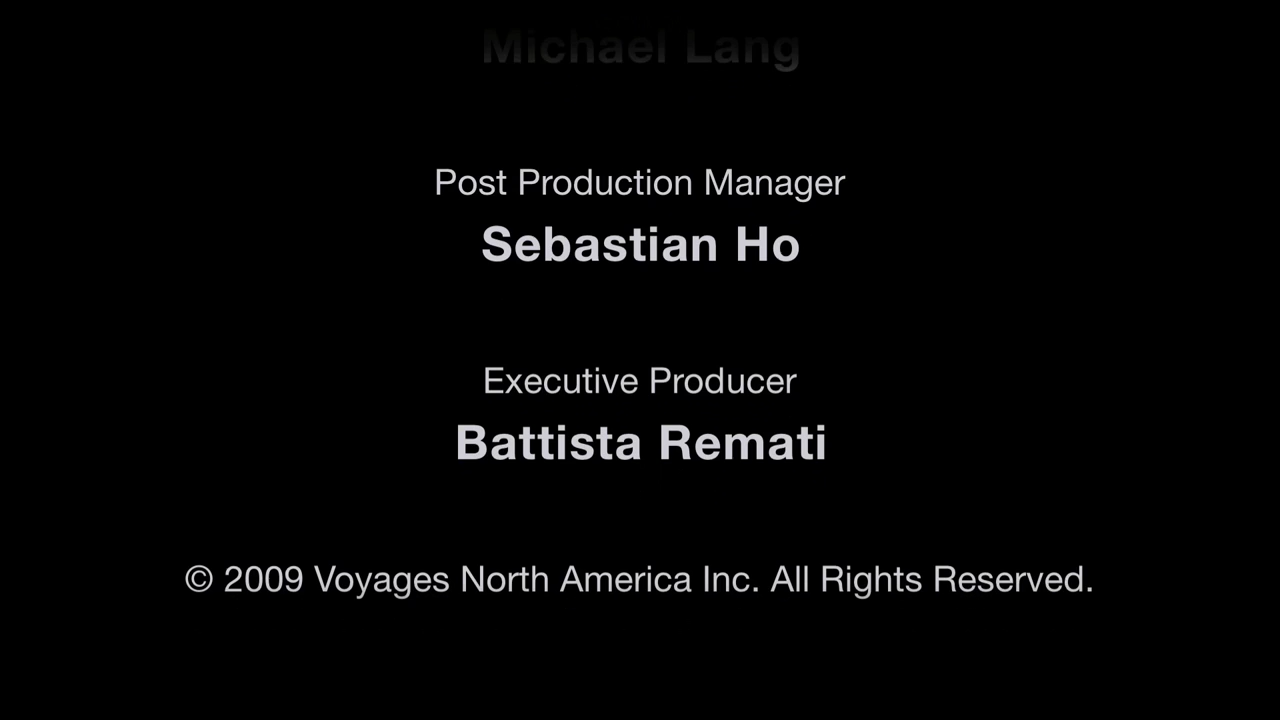 Michael Lang
Post Production Manager
Sebastian Ho
Executive Producer
Battista Remati
© 2009 Voyages North America Inc. All Rights Reserved.